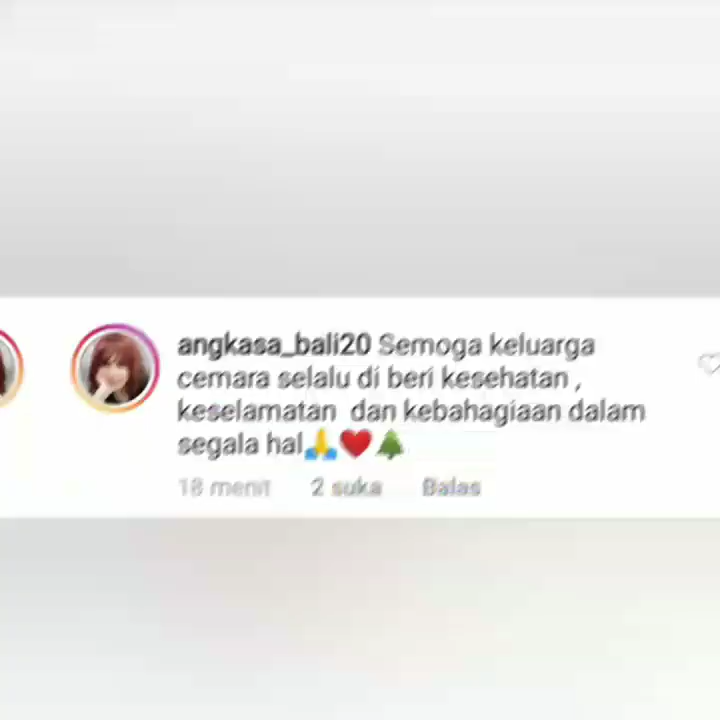 angkasa_bali20 Semoga keluarga
cemara selalu di beri kesehatan ,
keselamatan dan kebahagiaan dalam
segala hal🙏❤️🌲
18 menit 2 suka Balas